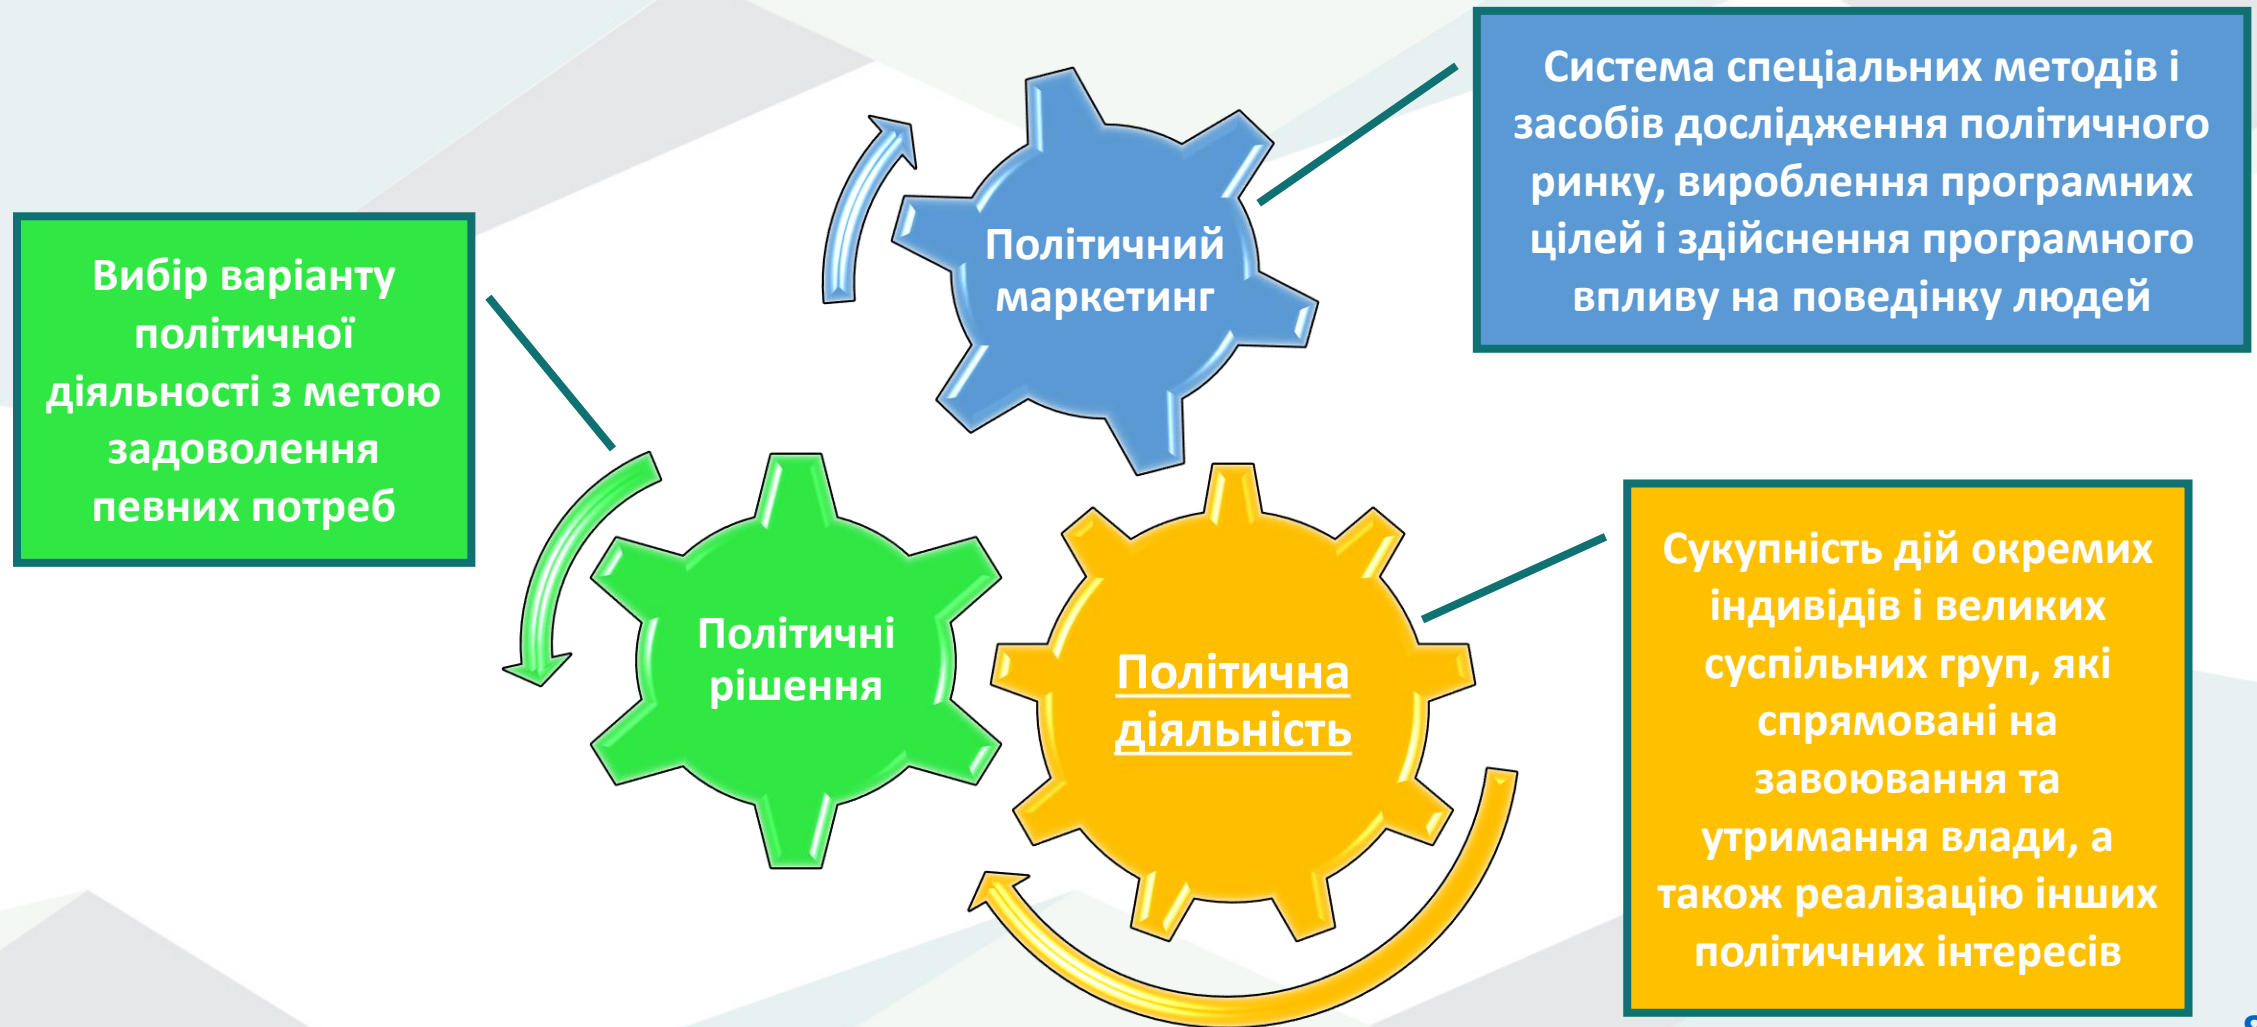 Система спеціальних методів і
засобів дослідження політичного
ринку, вироблення програмних
цілей і здійснення програмного
впливу на поведінку людей
Політичний
маркетинг
Вибір варіанту
політичної
діяльності з метою
задоволення
певних потреб
Політичні
рішення
Політична
діяльність
Сукупність дій окремих
індивідів і великих
суспільних груп, які
спрямовані на
завоювання та
утримання влади, а
також реалізацію інших
політичних інтересів